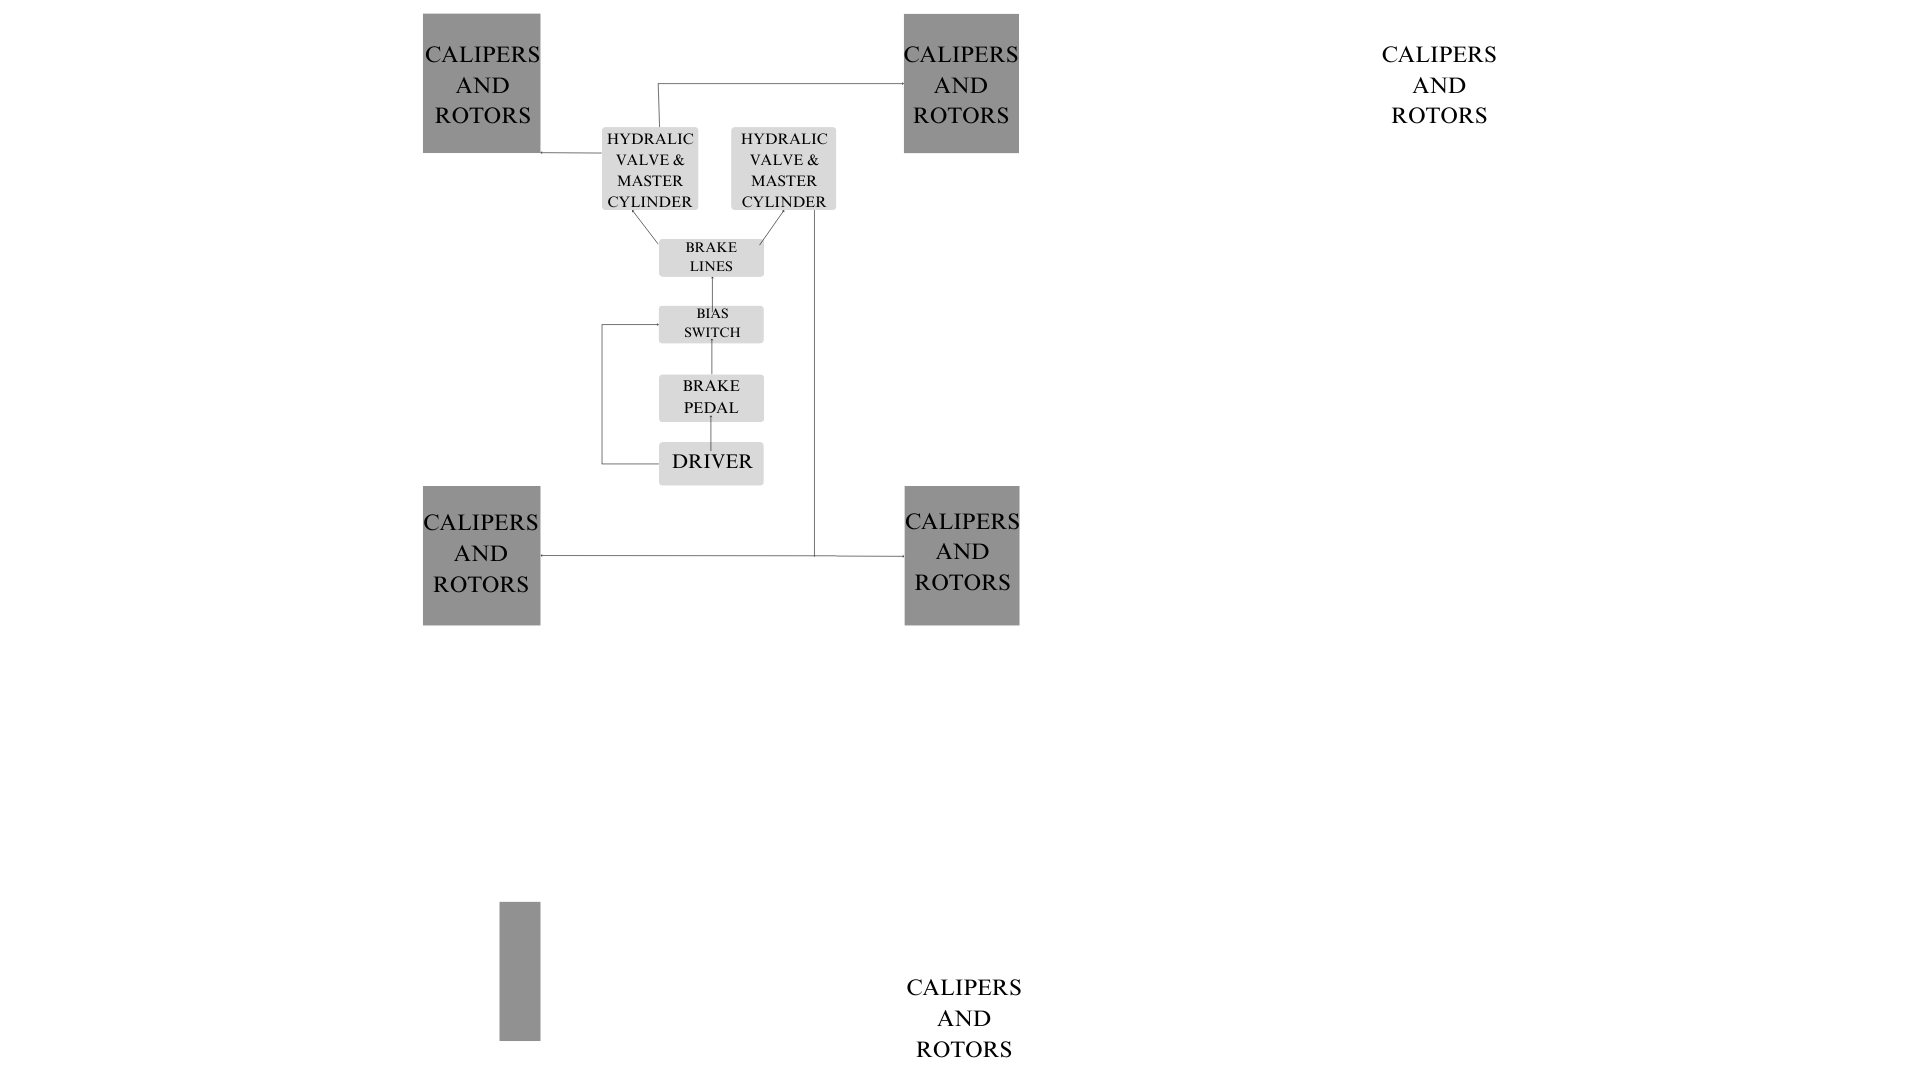 CALIPERS
AND
ROTORS
CALIPERS
AND
ROTORS
CALIPERS
AND
ROTORS
HYDRALIC
VALVE &
MASTER
CYLINDER
HYDRALIC
VALVE &
MASTER
CYLINDER
BRAKE
LINES
BIAS
SWITCH
BRAKE
PEDAL
DRIVER
CALIPERS
AND
ROTORS
CALIPERS
AND
ROTORS
CALIPERS
AND
ROTORS